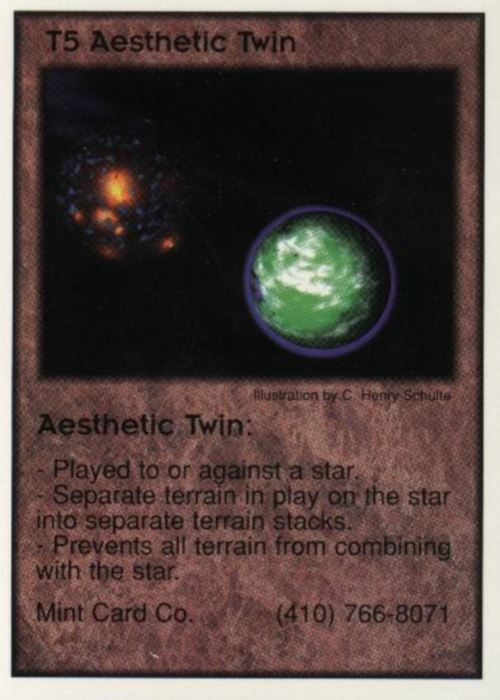 T5 Aesthetic Twin
Illustration by C. Henry Schulte
Aesthetic Twin:
- Played to or against a star.
- Separate terrain in play on the star
into separate terrain stacks.
- Prevents all terrain from combining
with the star.
Mint Card Co. (410) 766-8071